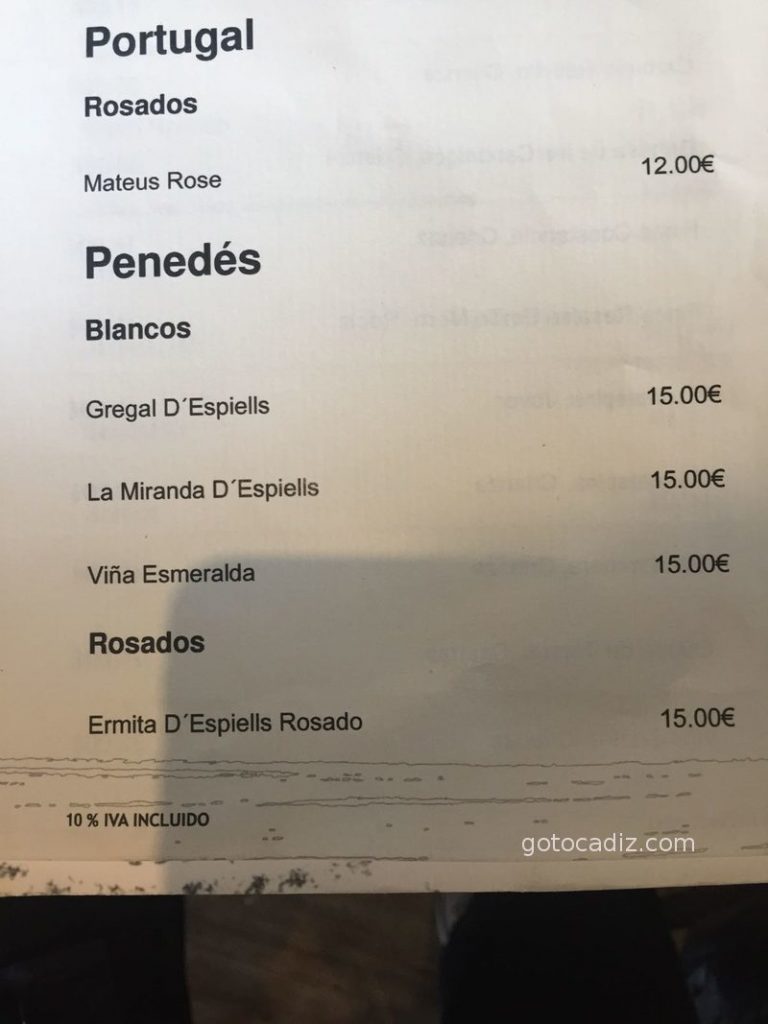 Portugal
Rosados
Mateus Rose 12.00€
Penedés
Blancos
Gregal D´Espiells 15.00€
La Miranda D´Espiells 15.00€
Viña Esmeralda 15.00€
Rosados
Ermita D´Espiells Rosado 15.00€
10 % IVA INCLUIDO
gotocadiz.com